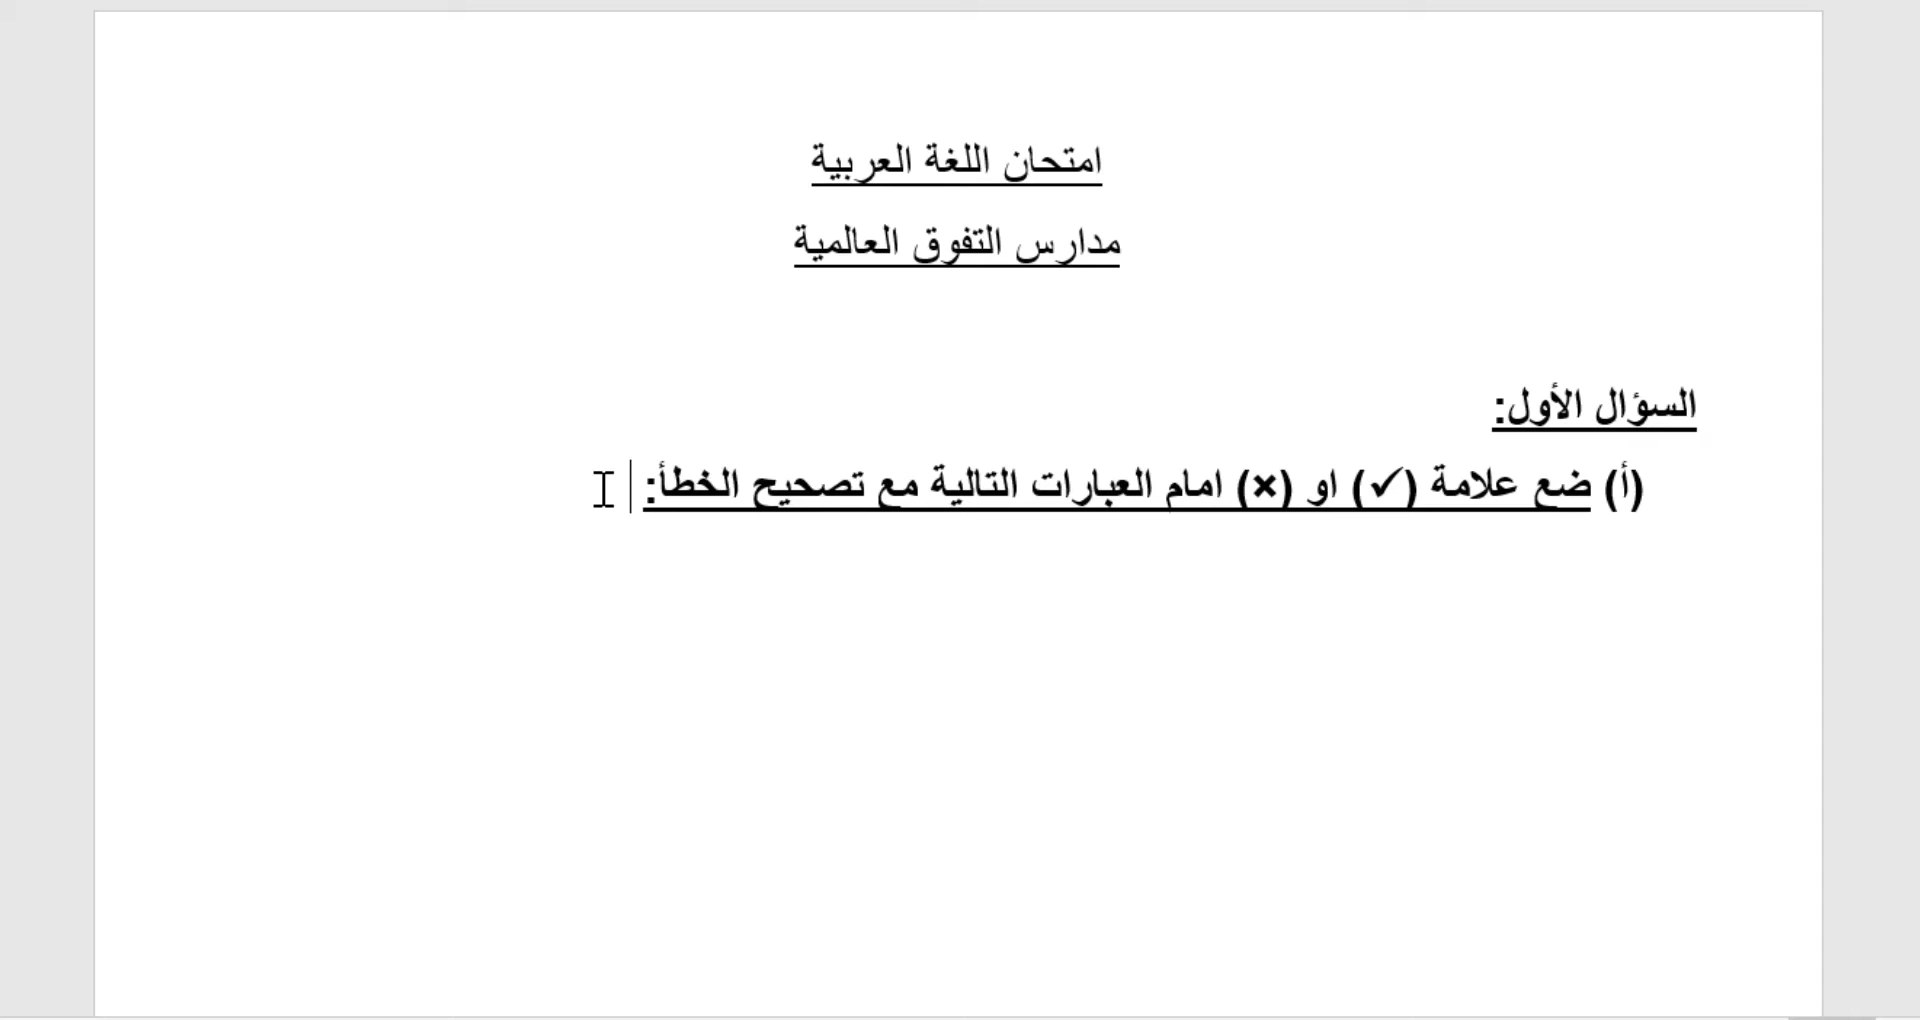 امتحان اللغة العربية
مدارس التفوق العالمية
السؤال الأول:
(أ) ضع علامة (✓) او (×) امام العبارات التالية مع تصحيح الخطأ: